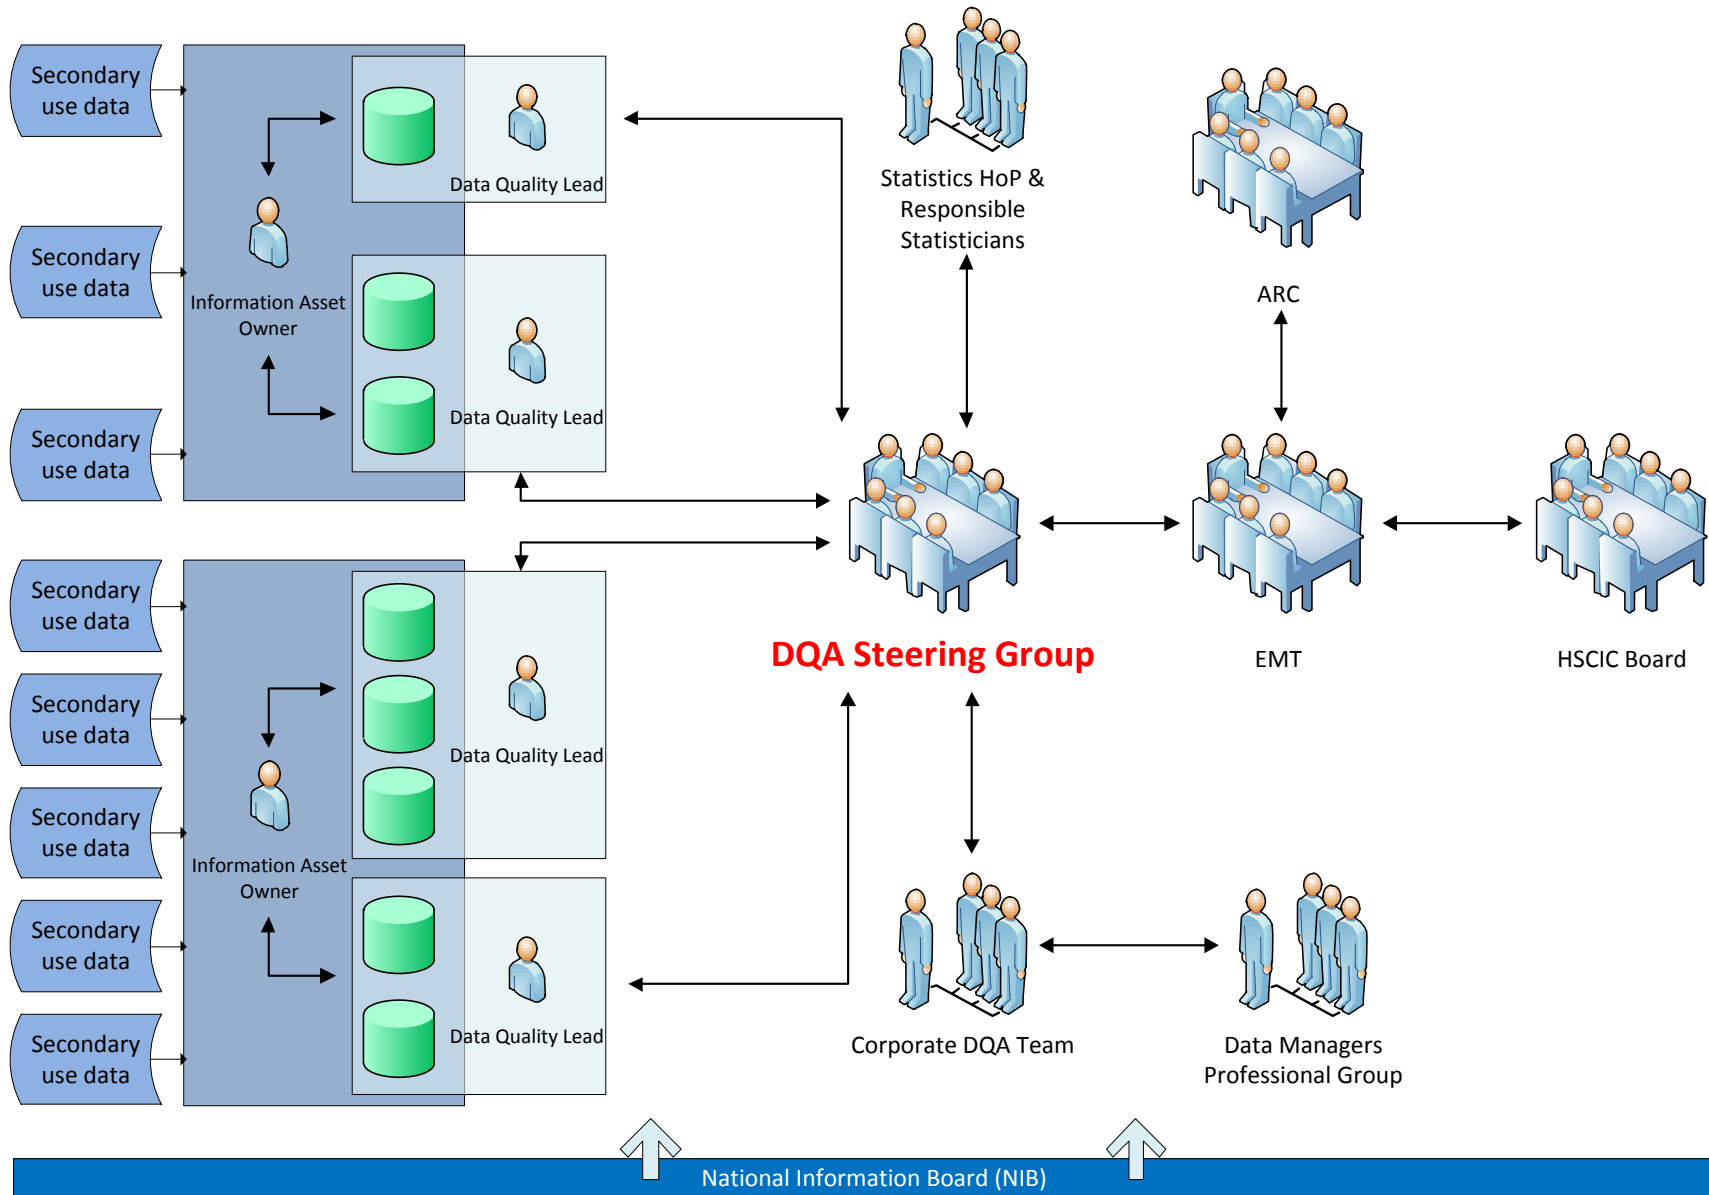 Secondary
use data
Secondary
use data
Secondary
use data
Information Asset
Owner
Data Quality Lead
Data Quality Lead
Statistics HoP &
Responsible
Statisticians
ARC
DQA Steering Group
EMT
HSCIC Board
Secondary
use data
Secondary
use data
Secondary
use data
Secondary
use data
Secondary
use data
Information Asset
Owner
Data Quality Lead
Data Quality Lead
Corporate DQA Team
Data Managers
Professional Group
National Information Board (NIB)